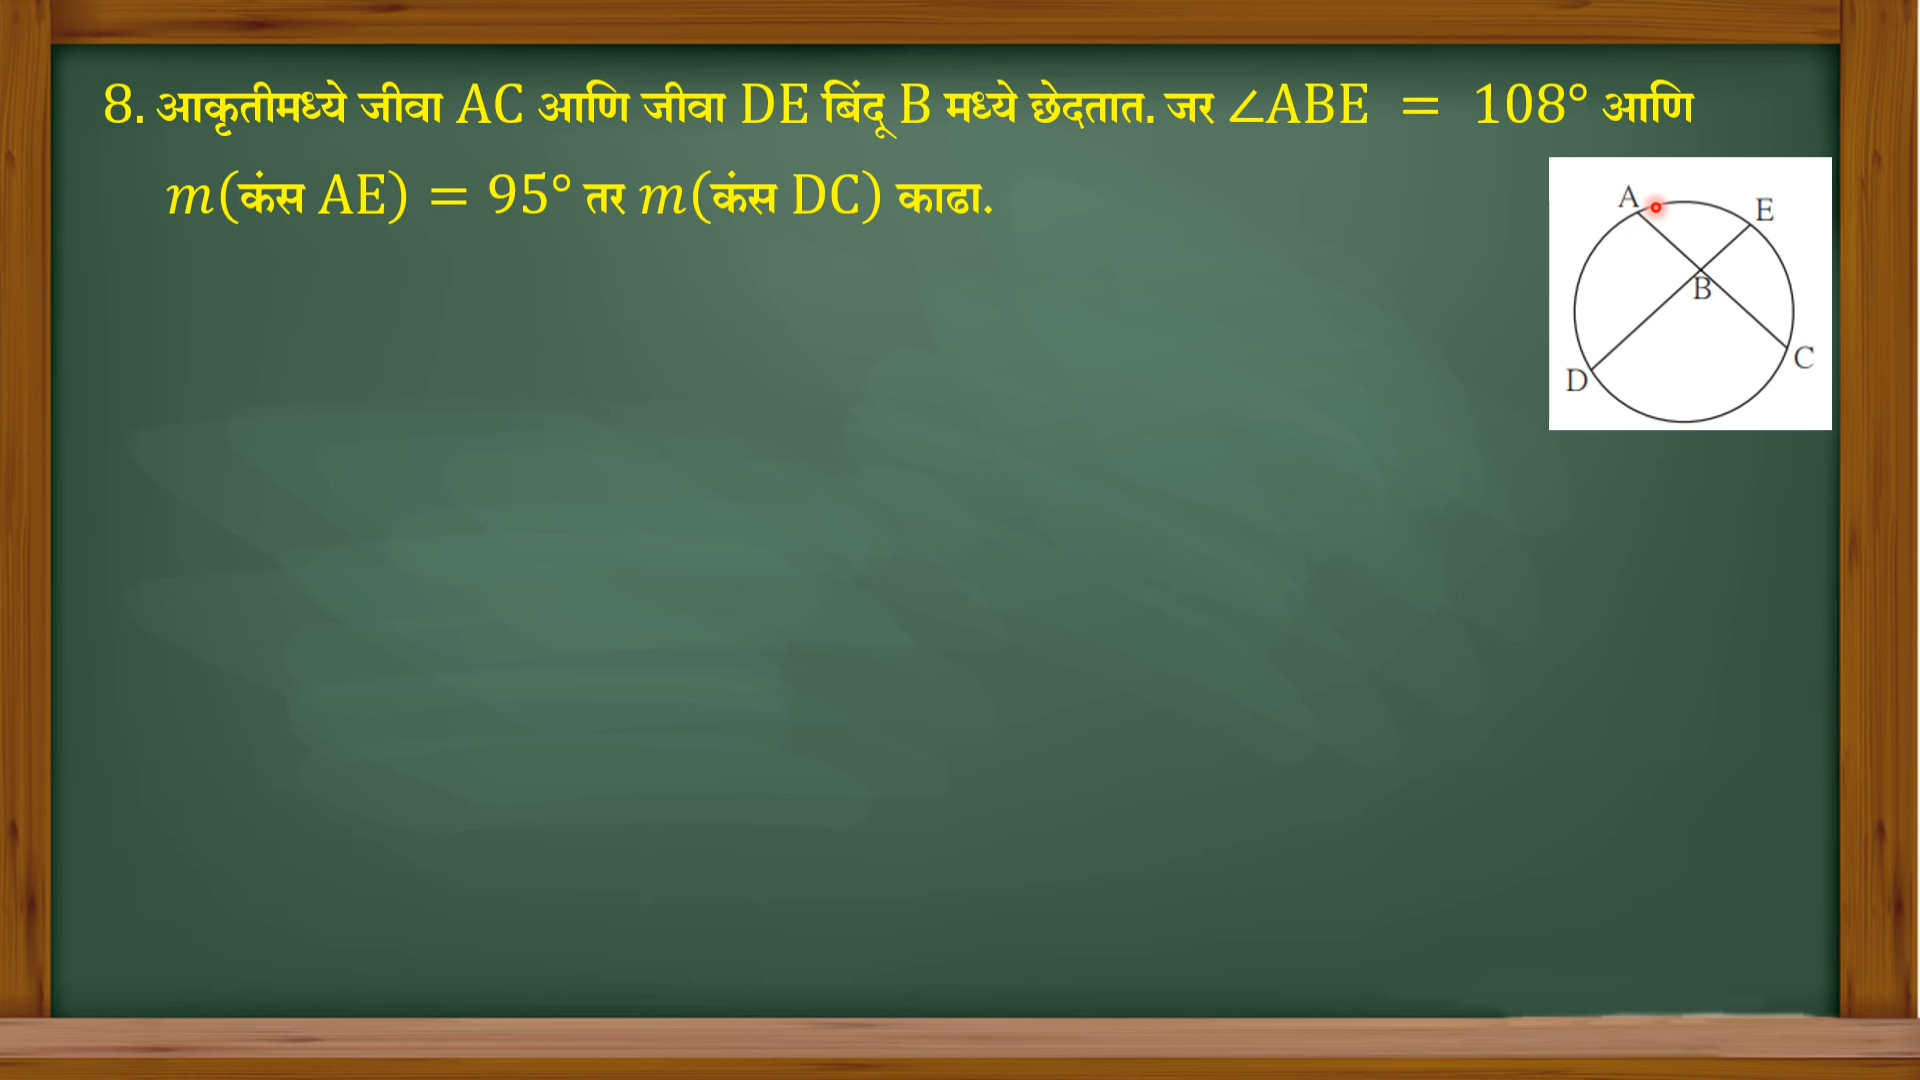 8. आकृतीमध्ये जीवा AC आणि जीवा DE बिंदू B मध्ये छेदतात. जर ∠ABE = 108° आणि
m(कंस AE) = 95° तर m(कंस DC) काढा.
A
E
B
C
D